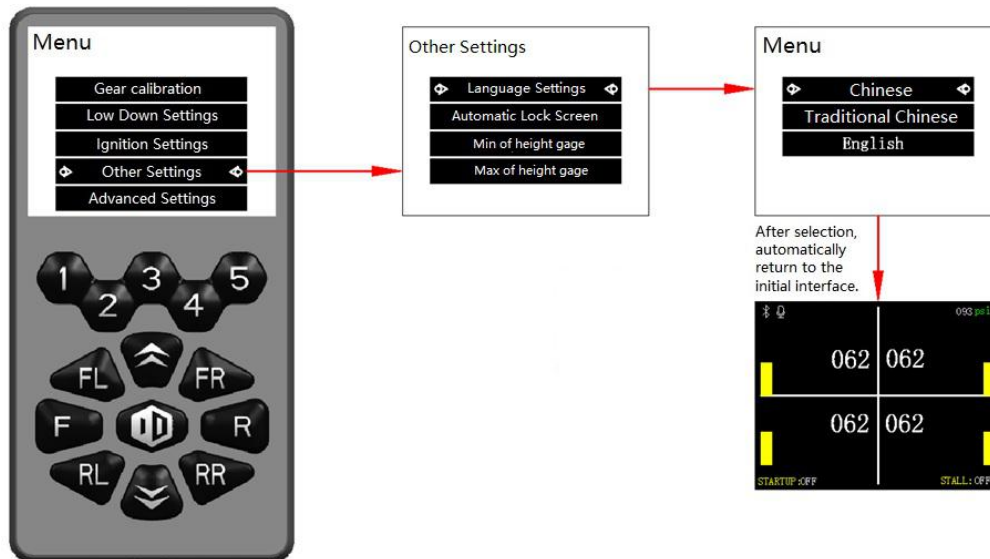 Menu
Gear calibration
Low Down Settings
Ignition Settings
Other Settings
Advanced Settings
1
2
3
4
5
FL
FR
F
R
RL
RR
Other Settings
Language Settings
Automatic Lock Screen
Min of height gage
Max of height gage
Menu
Chinese
Traditional Chinese
English
After selection,
automatically
return to the
initial interface.
093 psi
062 062
062 062
STARTUP:OFF STALL:OFF